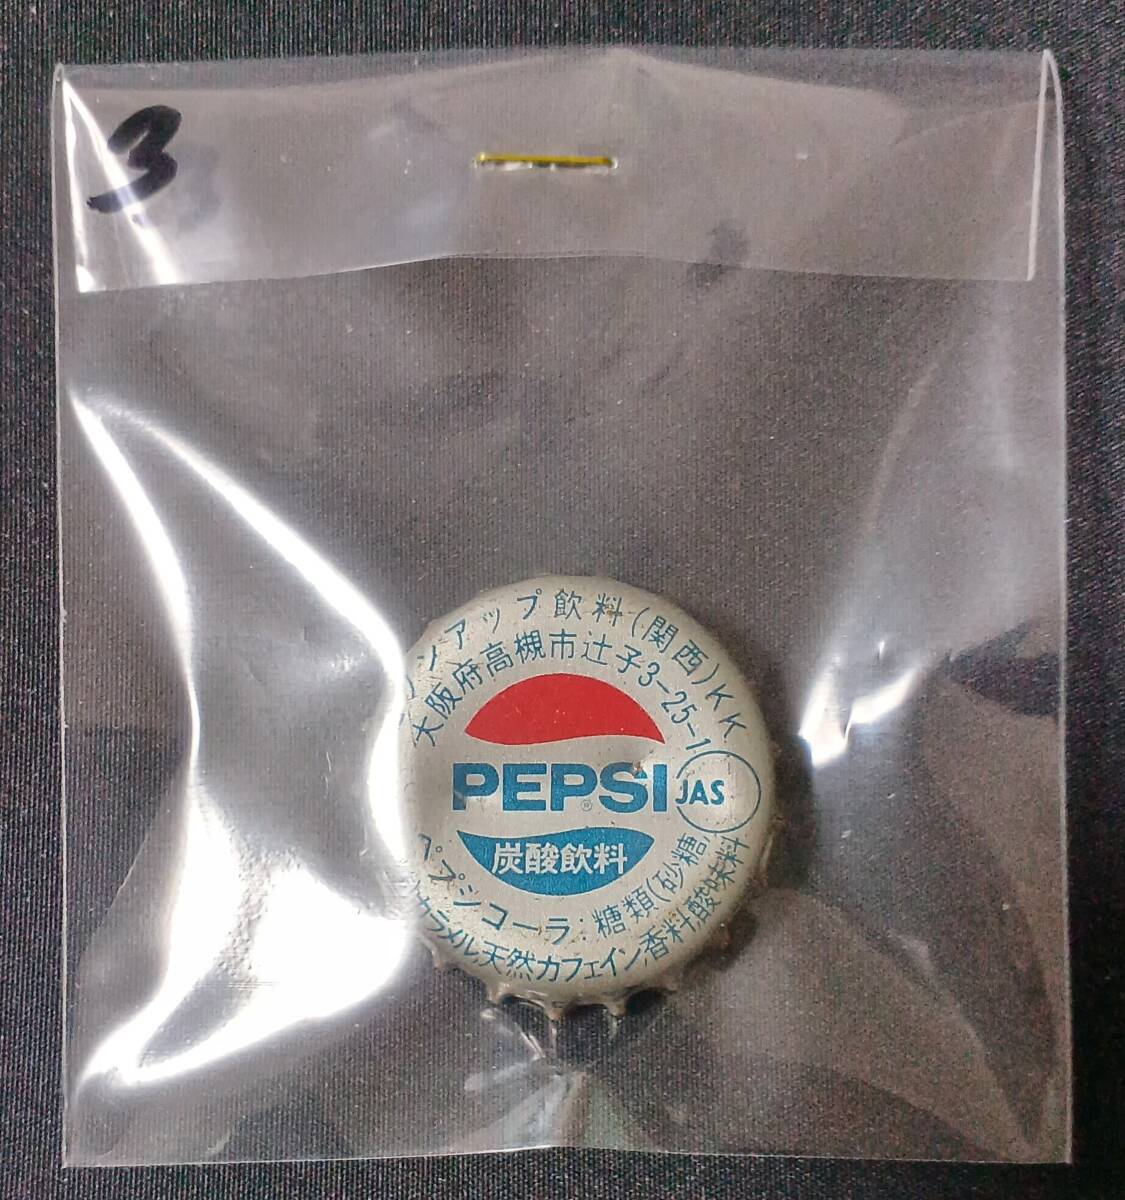 3
ンアップ飲料(関西)KK
大阪府高槻市辻子3-25-1
PEPSI®
JAS
炭酸飲料
ペプシコーラ:糖類(砂糖)
カラメル天然カフェイン香料酸味料